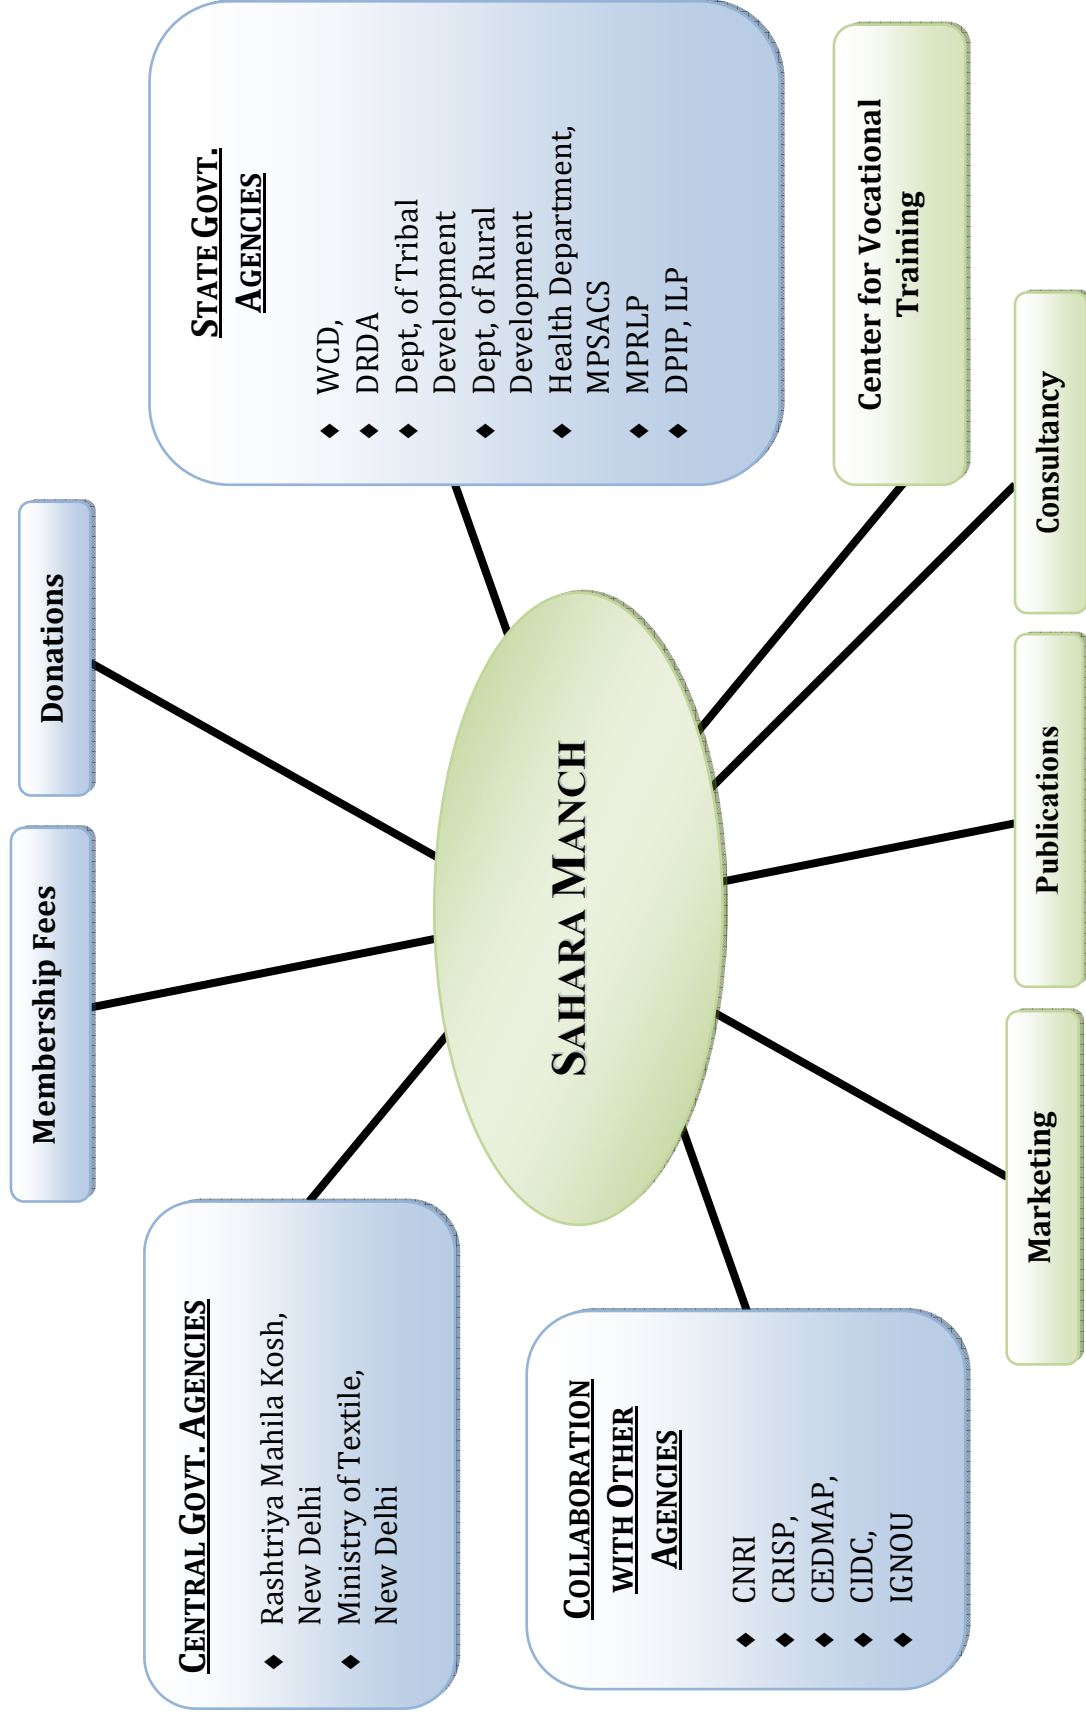 Membership Fees
Donations
CENTRAL GOVT. AGENCIES
♦ Rashtriya Mahila Kosh,
New Delhi
♦ Ministry of Textile,
New Delhi
STATE GOVT.
AGENCIES
♦ WCD,
♦ DRDA
♦ Dept, of Tribal
Development
♦ Dept, of Rural
Development
♦ Health Department,
MPSACS
♦ MPRLP
♦ DPIP, ILP
SAHARA MANCH
COLLABORATION
WITH OTHER
AGENCIES
♦ CNRI
♦ CRISP,
♦ CEDMAP,
♦ CIDC,
♦ IGNOU
Center for Vocational
Training
Marketing
Publications
Consultancy